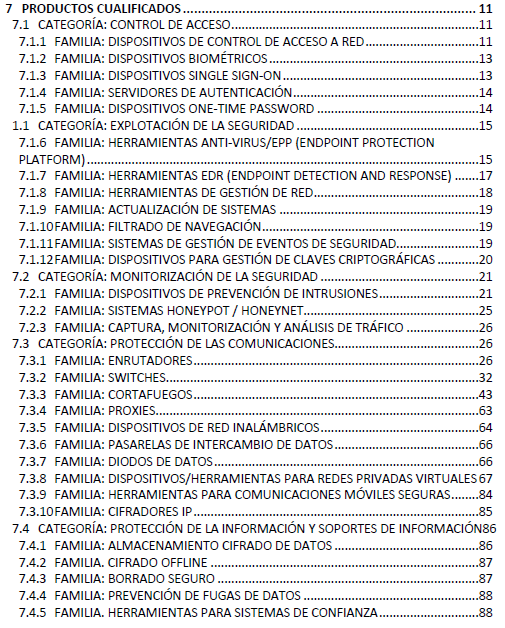 7 PRODUCTOS CUALIFICADOS ........ 11
7.1 CATEGORÍA: CONTROL DE ACCESO ........ 11
7.1.1 FAMILIA: DISPOSITIVOS DE CONTROL DE ACCESO A RED ........ 11
7.1.2 FAMILIA: DISPOSITIVOS BIOMÉTRICOS ........ 13
7.1.3 FAMILIA: DISPOSITIVOS SINGLE SIGN-ON ........ 13
7.1.4 FAMILIA: SERVIDORES DE AUTENTICACIÓN ........ 14
7.1.5 FAMILIA: DISPOSITIVOS ONE-TIME PASSWORD ........ 14
1.1 CATEGORÍA: EXPLOTACIÓN DE LA SEGURIDAD ........ 15
7.1.6 FAMILIA: HERRAMIENTAS ANTI-VIRUS/EPP (ENDPOINT PROTECTION
PLATFORM) ........ 15
7.1.7 FAMILIA: HERRAMIENTAS EDR (ENDPOINT DETECTION AND RESPONSE) ........ 17
7.1.8 FAMILIA: HERRAMIENTAS DE GESTIÓN DE RED ........ 18
7.1.9 FAMILIA: ACTUALIZACIÓN DE SISTEMAS ........ 19
7.1.10 FAMILIA: FILTRADO DE NAVEGACIÓN ........ 19
7.1.11 FAMILIA: SISTEMAS DE GESTIÓN DE EVENTOS DE SEGURIDAD ........ 19
7.1.12 FAMILIA: DISPOSITIVOS PARA GESTIÓN DE CLAVES CRIPTOGRÁFICAS ........ 20
7.2 CATEGORÍA: MONITORIZACIÓN DE LA SEGURIDAD ........ 21
7.2.1 FAMILIA: DISPOSITIVOS DE PREVENCIÓN DE INTRUSIONES ........ 21
7.2.2 FAMILIA: SISTEMAS HONEYPOT / HONEYNET ........ 25
7.2.3 FAMILIA: CAPTURA, MONITORIZACIÓN Y ANÁLISIS DE TRÁFICO ........ 26
7.3 CATEGORÍA: PROTECCIÓN DE LAS COMUNICACIONES ........ 26
7.3.1 FAMILIA: ENRUTADORES ........ 26
7.3.2 FAMILIA: SWITCHES ........ 32
7.3.3 FAMILIA: CORTAFUEGOS ........ 43
7.3.4 FAMILIA: PROXIES ........ 63
7.3.5 FAMILIA: DISPOSITIVOS DE RED INALÁMBRICOS ........ 64
7.3.6 FAMILIA: PASARELAS DE INTERCAMBIO DE DATOS ........ 66
7.3.7 FAMILIA: DIODOS DE DATOS ........ 66
7.3.8 FAMILIA: DISPOSITIVOS/HERRAMIENTAS PARA REDES PRIVADAS VIRTUALES 67
7.3.9 FAMILIA: HERRAMIENTAS PARA COMUNICACIONES MÓVILES SEGURAS ........ 84
7.3.10 FAMILIA: CIFRADORES IP ........ 85
7.4 CATEGORÍA: PROTECCIÓN DE LA INFORMACIÓN Y SOPORTES DE INFORMACIÓN 86
7.4.1 FAMILIA: ALMACENAMIENTO CIFRADO DE DATOS ........ 86
7.4.2 FAMILIA. CIFRADO OFFLINE ........ 87
7.4.3 FAMILIA: BORRADO SEGURO ........ 87
7.4.4 FAMILIA: PREVENCIÓN DE FUGAS DE DATOS ........ 88
7.4.5 FAMILIA. HERRAMIENTAS PARA SISTEMAS DE CONFIANZA ........ 88